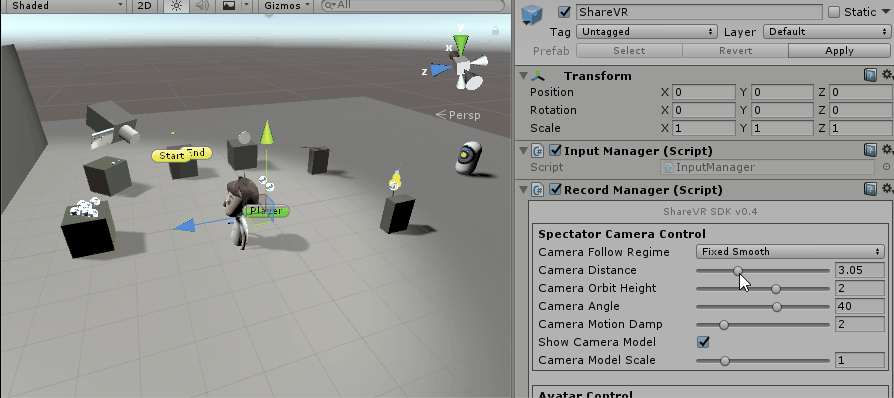 Shaded 2D Gizmos All
y
x
z
Persp
Start End
Player
ShareVR Static
Tag Untagged Layer Default
Prefab Select Revert Apply
Transform
Position X 0 Y 0 Z 0
Rotation X 0 Y 0 Z 0
Scale X 1 Y 1 Z 1
Input Manager (Script)
Script InputManager
Record Manager (Script)
ShareVR SDK v0.4
Spectator Camera Control
Camera Follow Regime Fixed Smooth
Camera Distance 3.05
Camera Orbit Height 2
Camera Angle 40
Camera Motion Damp 2
Show Camera Model
Camera Model Scale 1
Avatar Control